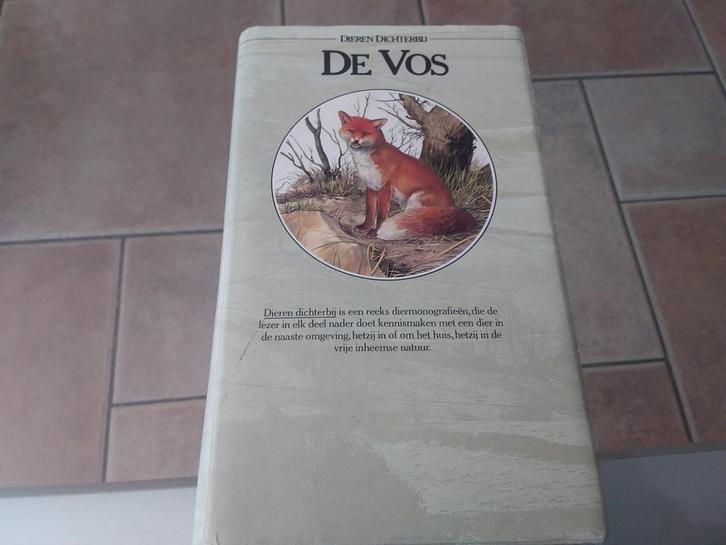 DIEREN DICHTERBIJ
DE VOS
Dieren dichterbij is een reeks diermonografieën, die de
lezer in elk deel nader doet kennismaken met een dier in
de naaste omgeving, hetzij in of om het huis, hetzij in de
vrije inheemse natuur.